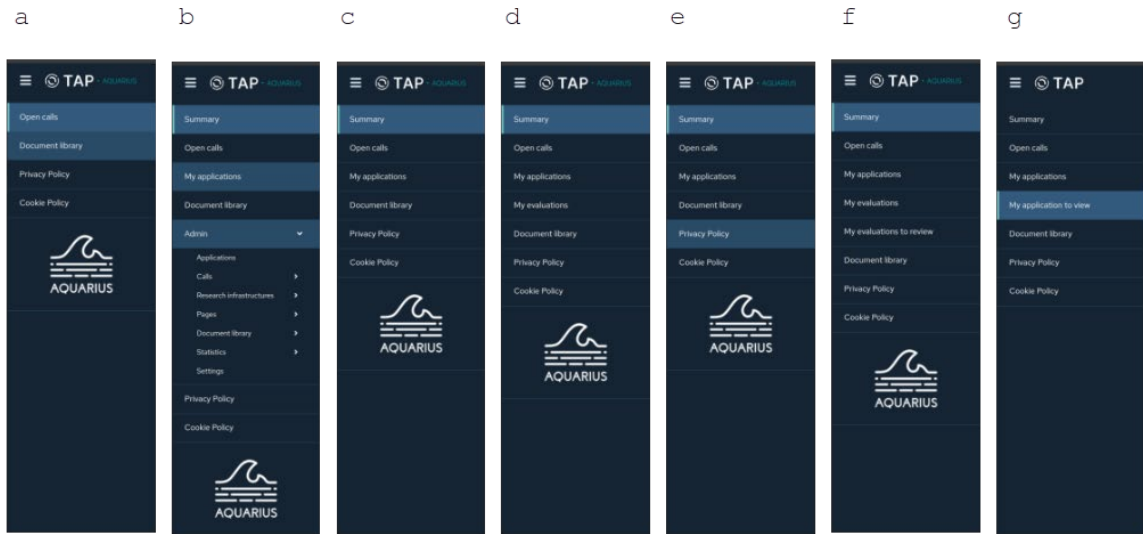 a b c d e f g
TAP - AQUARIUS
Open calls
Document library
Privacy Policy
Cookie Policy
AQUARIUS
TAP - AQUARIUS
Summary
Open calls
My applications
Document library
Admin
Applications
Calls
Research infrastructures
Pages
Document library
Statistics
Settings
Privacy Policy
Cookie Policy
AQUARIUS
TAP - AQUARIUS
Summary
Open calls
My applications
Document library
Privacy Policy
Cookie Policy
AQUARIUS
TAP - AQUARIUS
Summary
Open calls
My applications
My evaluations
Document library
Privacy Policy
Cookie Policy
AQUARIUS
TAP - AQUARIUS
Summary
Open calls
My applications
Document library
Privacy Policy
Cookie Policy
AQUARIUS
TAP - AQUARIUS
Summary
Open calls
My applications
My evaluations
My evaluations to review
Document library
Privacy Policy
Cookie Policy
AQUARIUS
TAP
Summary
Open calls
My applications
My application to view
Document library
Privacy Policy
Cookie Policy